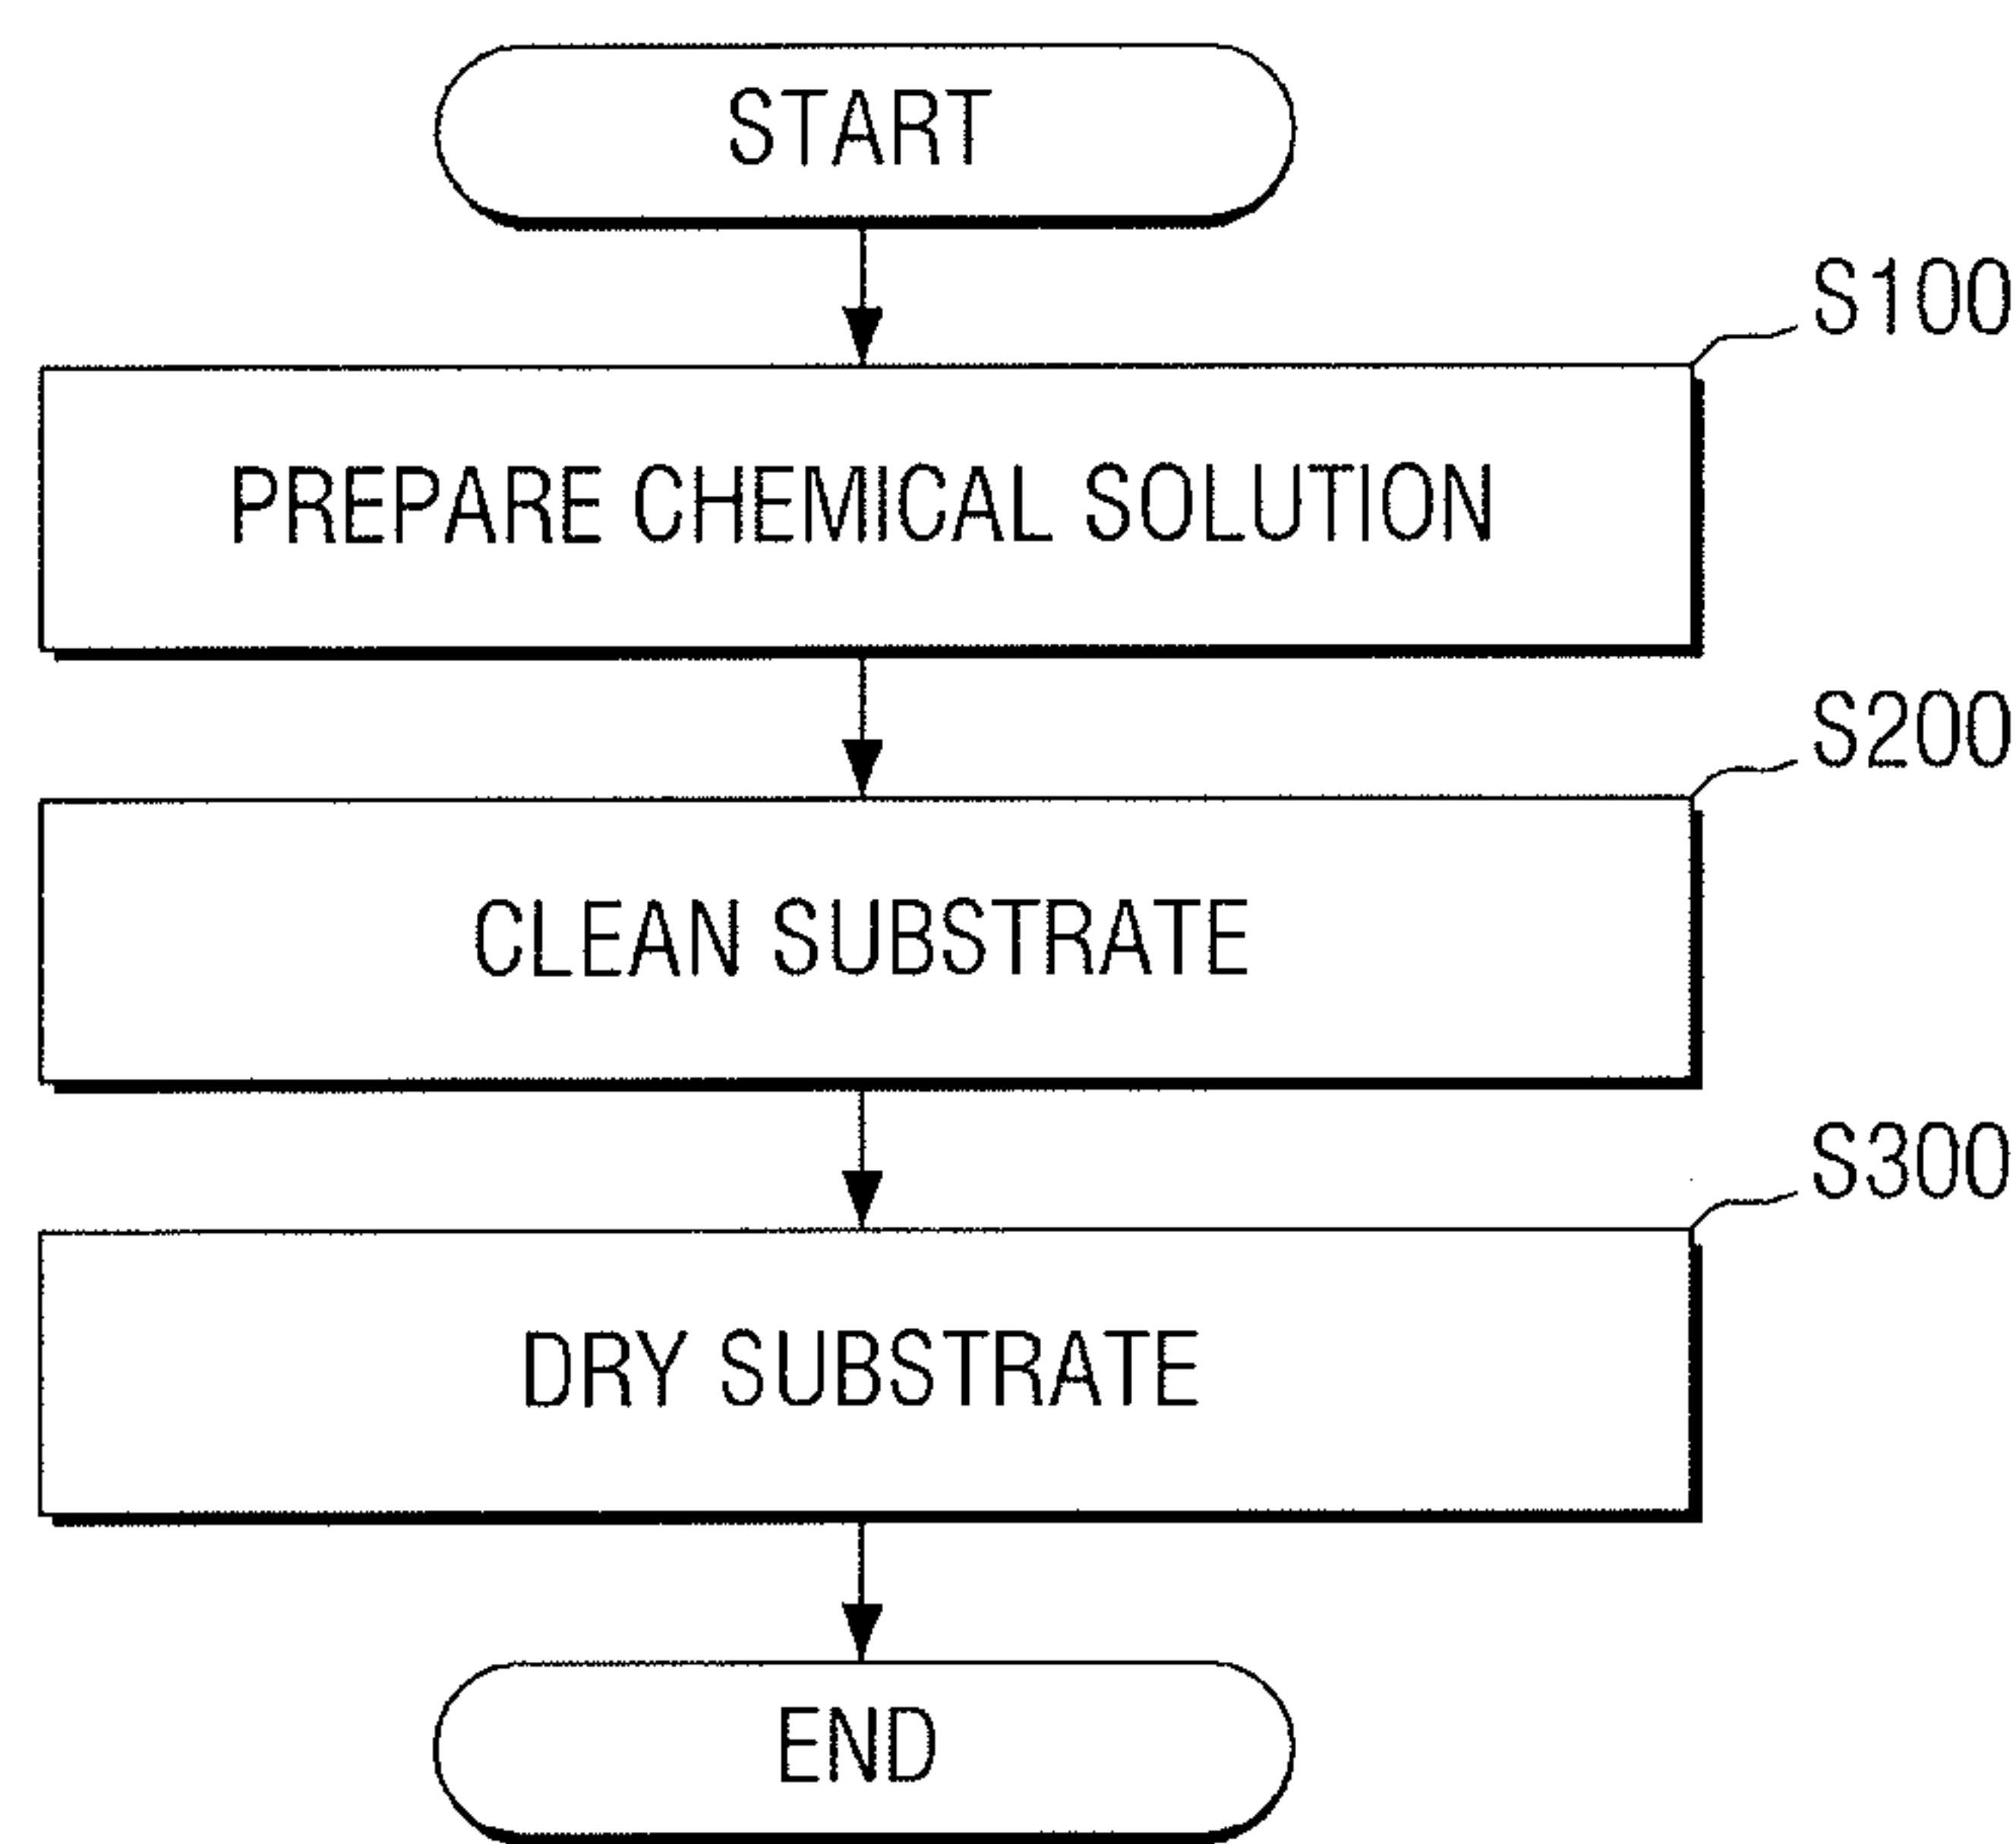 START
S100
PREPARE CHEMICAL SOLUTION
S200
CLEAN SUBSTRATE
S300
DRY SUBSTRATE
END